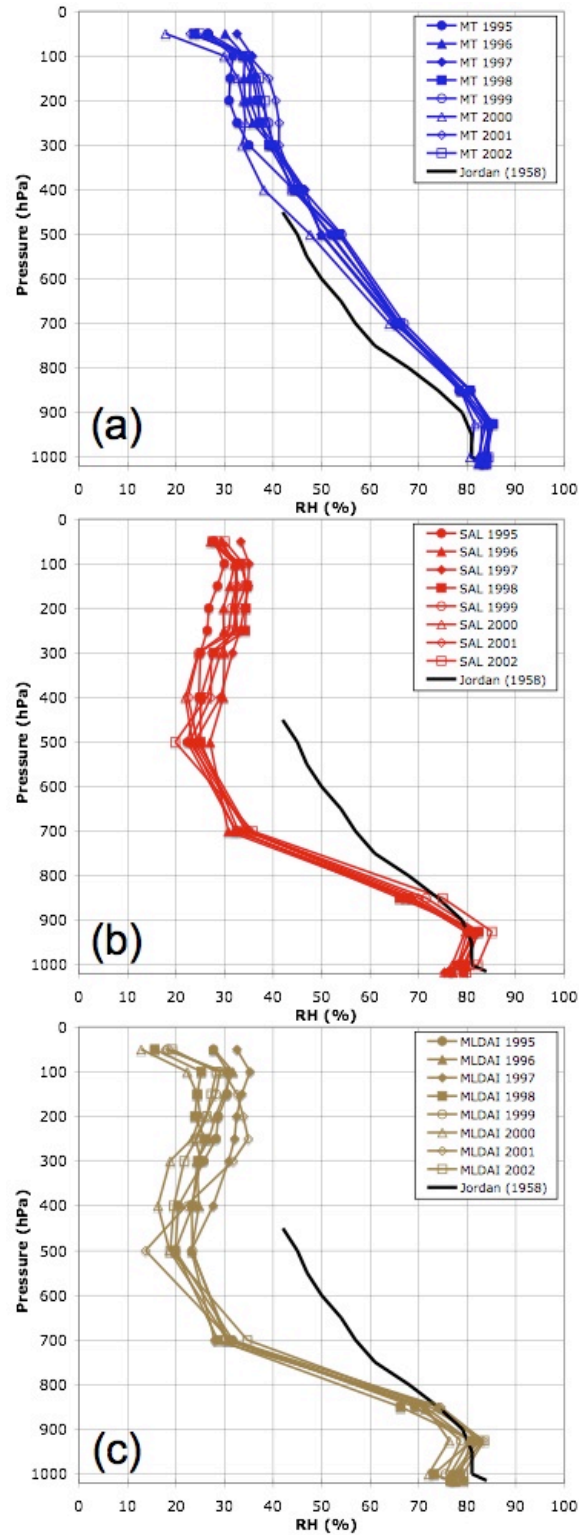 0
100
200
300
400
500
600
700
800
900
1000
Pressure (hPa)
MT 1995
MT 1996
MT 1997
MT 1998
MT 1999
MT 2000
MT 2001
MT 2002
Jordan (1958)
(a)
0 10 20 30 40 50 60 70 80 90 100
RH (%)
0
100
200
300
400
500
600
700
800
900
1000
Pressure (hPa)
SAL 1995
SAL 1996
SAL 1997
SAL 1998
SAL 1999
SAL 2000
SAL 2001
SAL 2002
Jordan (1958)
(b)
0 10 20 30 40 50 60 70 80 90 100
RH (%)
0
100
200
300
400
500
600
700
800
900
1000
Pressure (hPa)
MLDAI 1995
MLDAI 1996
MLDAI 1997
MLDAI 1998
MLDAI 1999
MLDAI 2000
MLDAI 2001
MLDAI 2002
Jordan (1958)
(c)
0 10 20 30 40 50 60 70 80 90 100
RH (%)